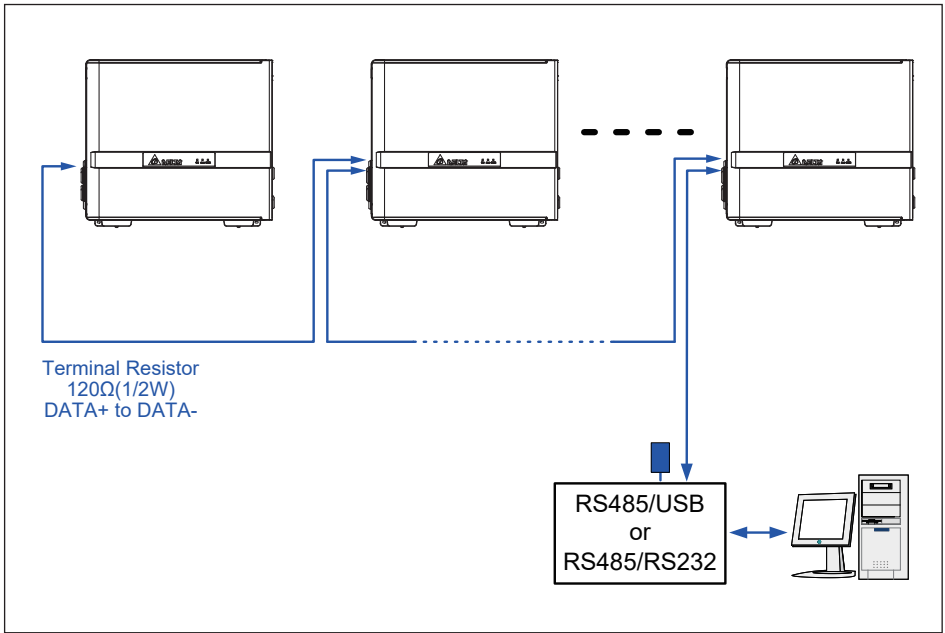 Terminal Resistor
120Ω(1/2W)
DATA+ to DATA-
RS485/USB
or
RS485/RS232